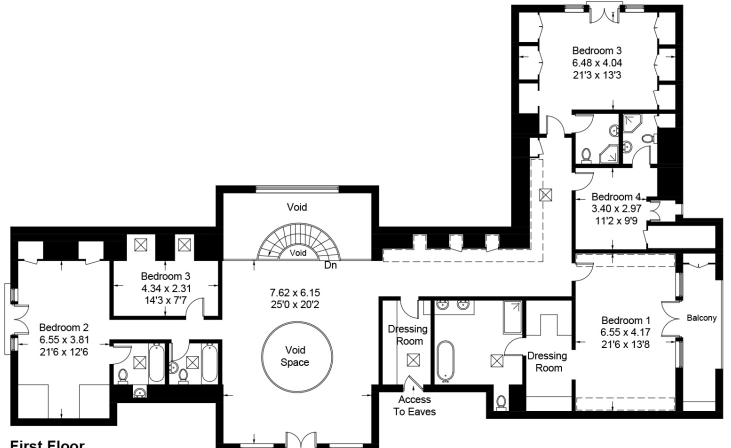 Bedroom 3
6.48 x 4.04
21'3 x 13'3
Bedroom 4
3.40 x 2.97
11'2 x 9'9
Void
Void
Dn
Bedroom 3
4.34 x 2.31
14'3 x 7'7
7.62 x 6.15
25'0 x 20'2
Bedroom 2
6.55 x 3.81
21'6 x 12'6
Void
Space
Dressing
Room
Dressing
Room
Bedroom 1
6.55 x 4.17
21'6 x 13'8
Balcony
Access
To Eaves
First Floor